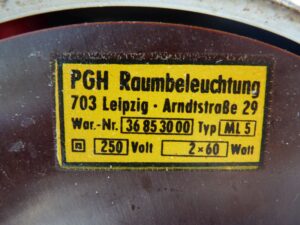 PGH Raumbeleuchtung
703 Leipzig · Arndtstraße 29
War.-Nr. 36 85 30 00 Typ ML 5
250 Volt 2×60 Watt